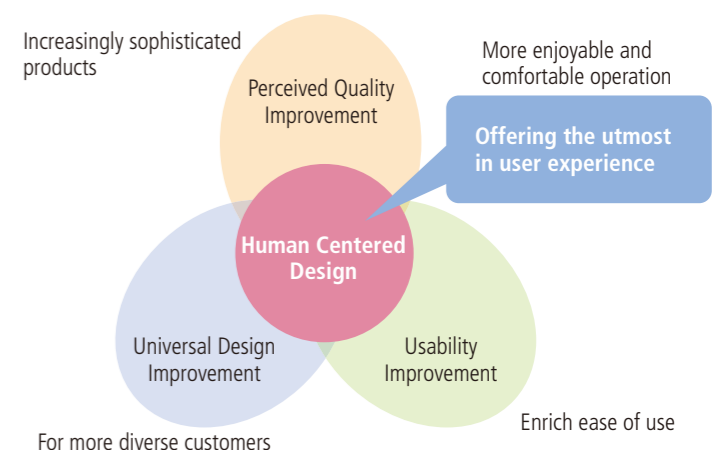 Increasingly sophisticated
products
More enjoyable and
comfortable operation
Perceived Quality
Improvement
Offering the utmost
in user experience
Human Centered
Design
Universal Design
Improvement
Usability
Improvement
Enrich ease of use
For more diverse customers